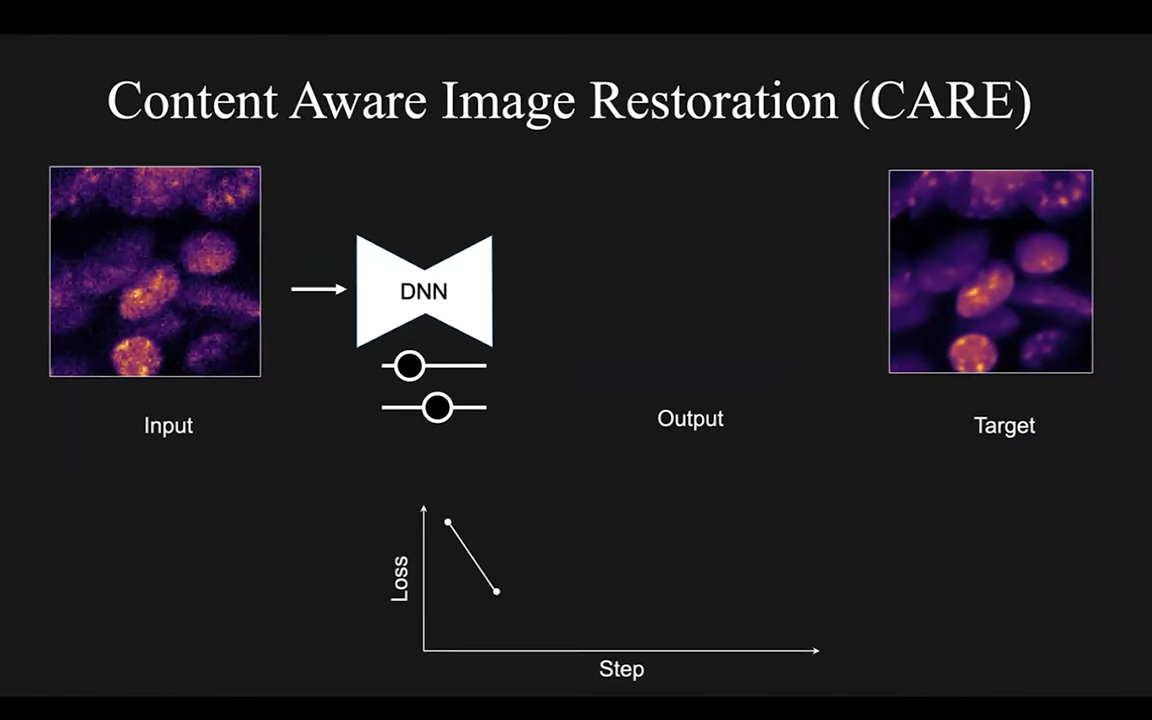 Content Aware Image Restoration (CARE)
DNN
Input
Output
Target
Loss
Step